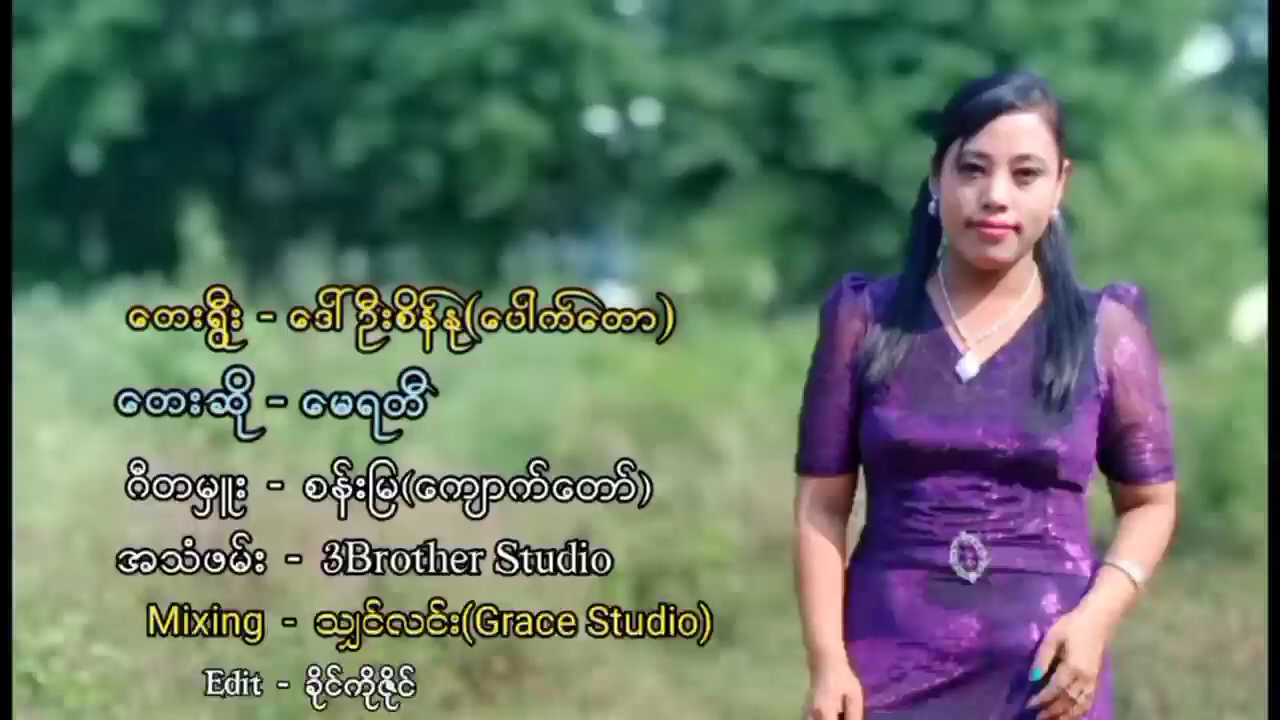 တေးရွီး - ဒေါ်ဦးစိန်နု(ပေါက်တော)
တေးဆို - မေရတီ
ဂီတမှူး - စန်းမြ(ကျောက်တော်)
အသံဖမ်း - 3Brother Studio
Mixing - သျှင်လင်း(Grace Studio)
Edit - ခိုင်ကိုဇိုင်